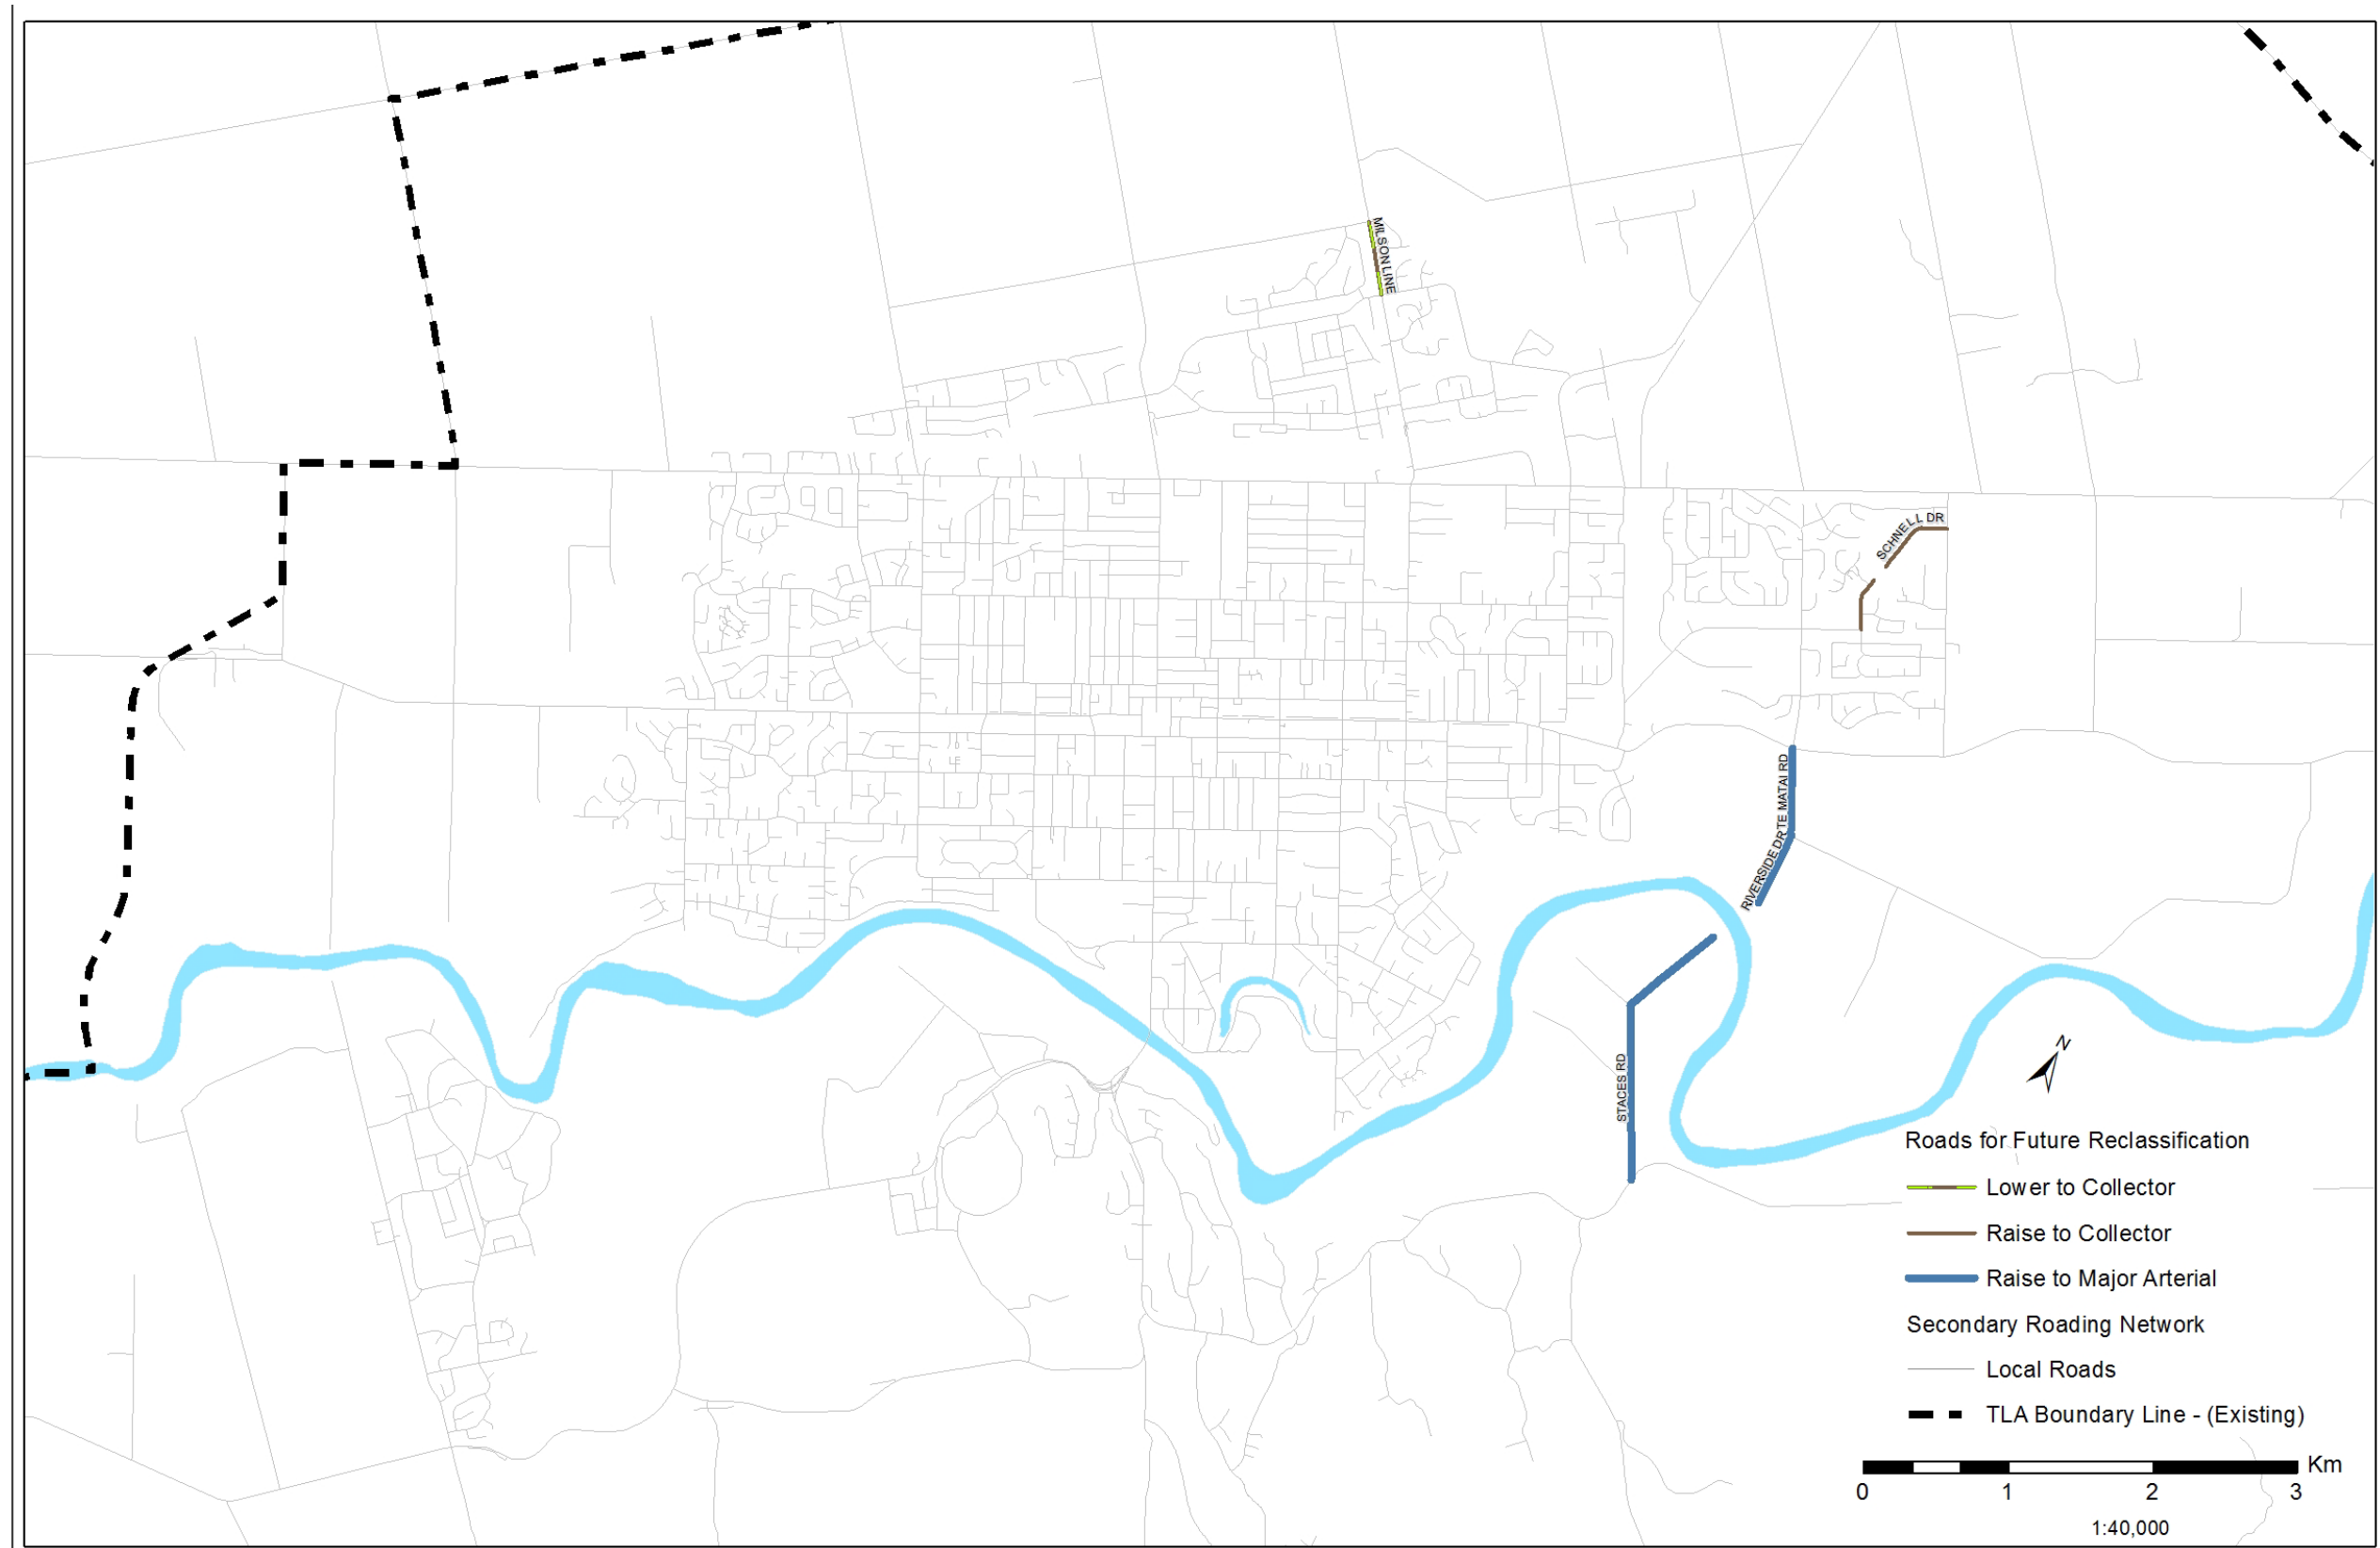 MILSON LINE
SCHNELL DR
TE MATAI RD
RIVERSIDE DR
STACES RD
N
Roads for Future Reclassification
Lower to Collector
Raise to Collector
Raise to Major Arterial
Secondary Roading Network
Local Roads
TLA Boundary Line - (Existing)
Km
0 1 2 3
1:40,000